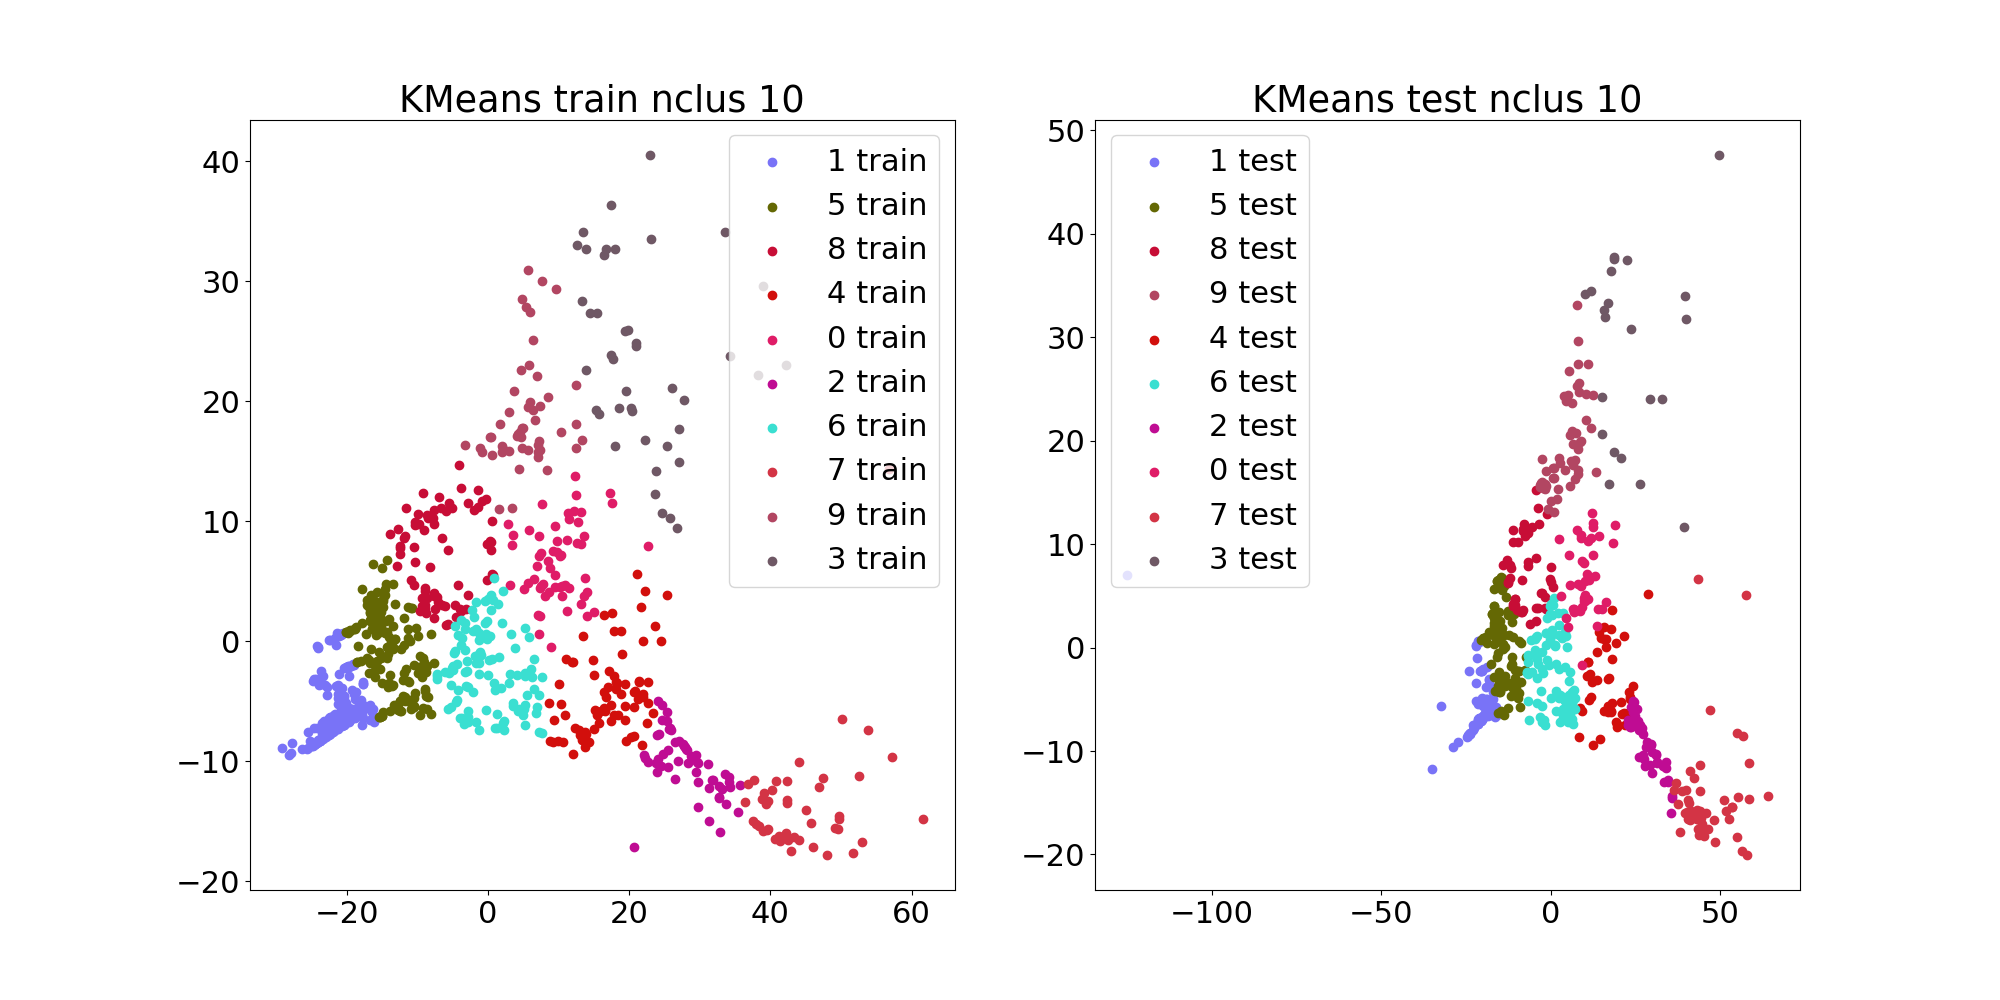 KMeans train nclus 10
40
30
20
10
0
−10
−20
−20 0 20 40 60
1 train
5 train
8 train
4 train
0 train
2 train
6 train
7 train
9 train
3 train
KMeans test nclus 10
50
40
30
20
10
0
−10
−20
−100 −50 0 50
1 test
5 test
8 test
9 test
4 test
6 test
2 test
0 test
7 test
3 test